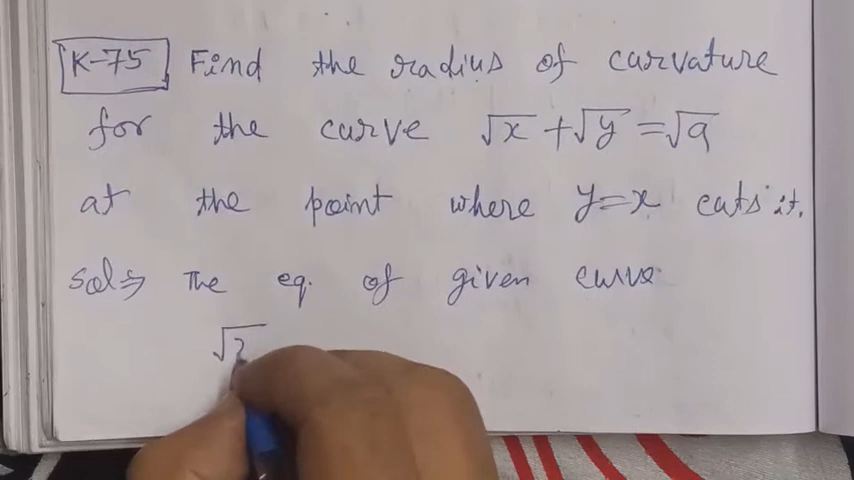 K-75 Find the radius of curvature
for the curve √x + √y = √a
at the point where y=x cuts it.
Sol⇒ The eq. of given curve